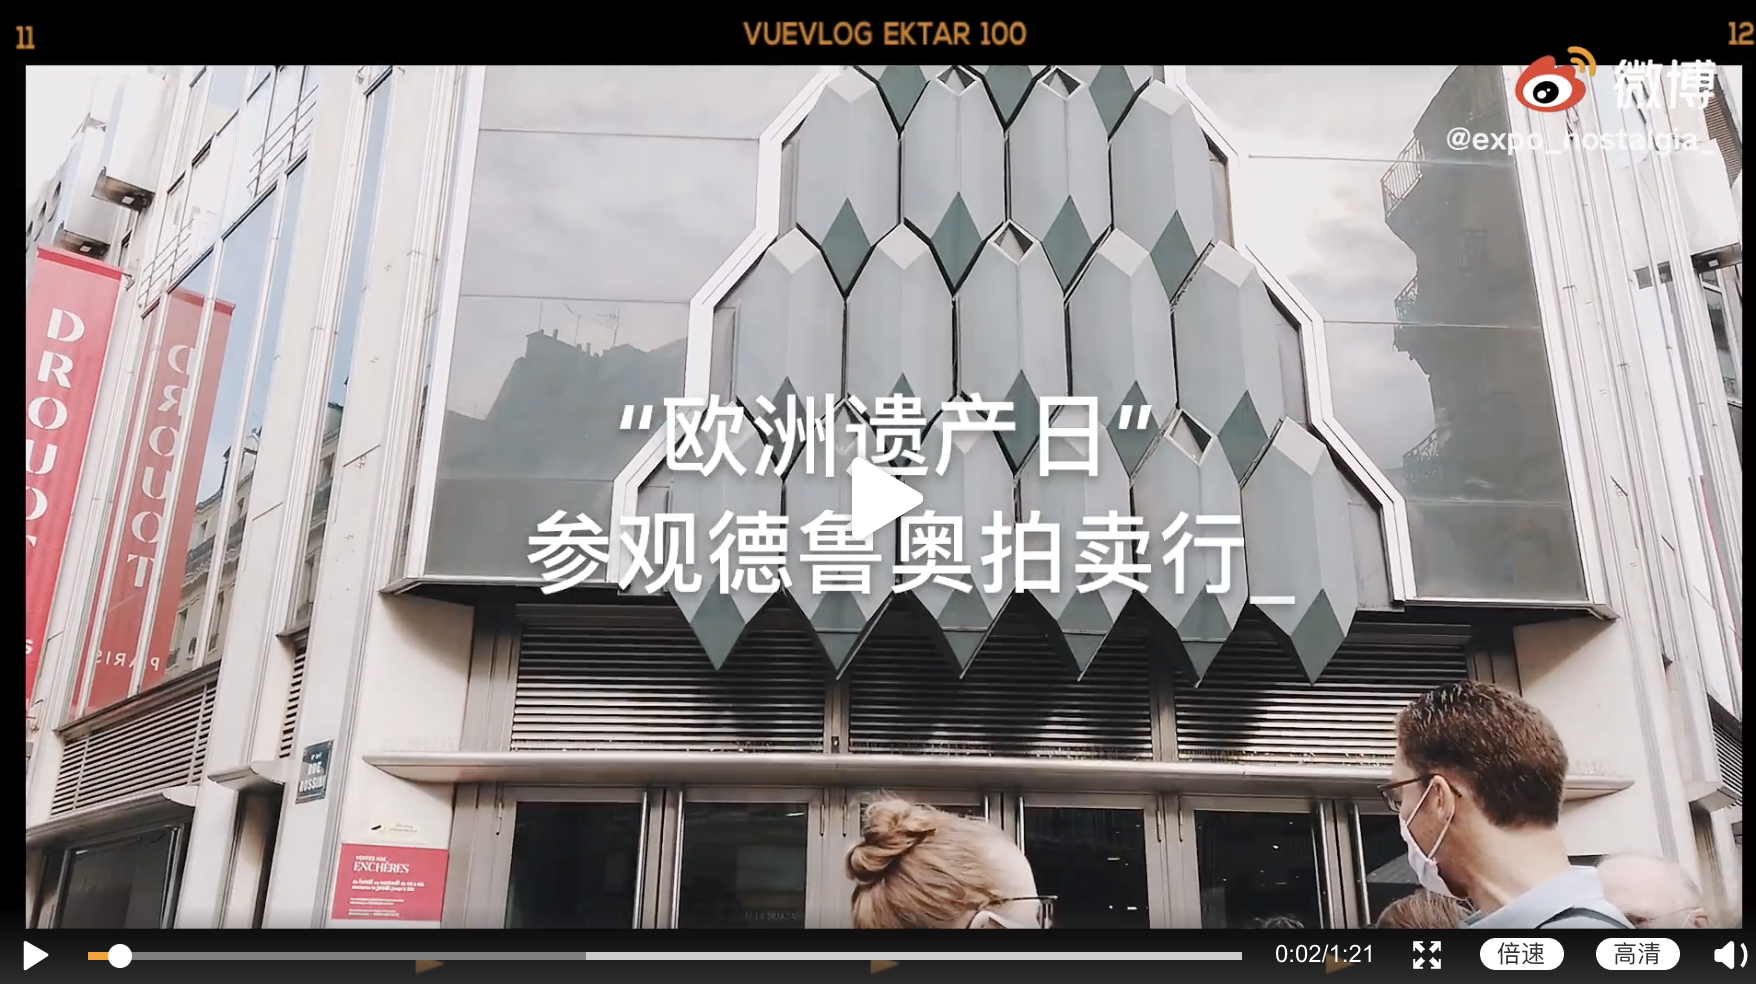 11
VUEVLOG EKTAR 100
12
微博
@expo_nostalgia_
DROUOT
DROUOT
PARIS
“欧洲遗产日”
参观德鲁奥拍卖行_
RUE
ROSSINI
VENTES AUX
ENCHÈRES
0:02/1:21
倍速
高清